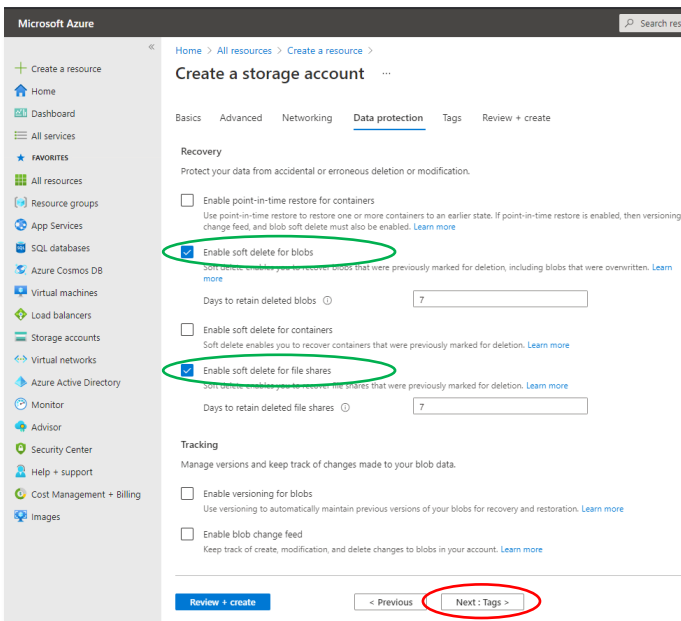 Microsoft Azure
Search res
«
Home > All resources > Create a resource >
Create a storage account ...
Create a resource
Home
Dashboard
All services
FAVORITES
All resources
Resource groups
App Services
SQL databases
Azure Cosmos DB
Virtual machines
Load balancers
Storage accounts
Virtual networks
Azure Active Directory
Monitor
Advisor
Security Center
Help + support
Cost Management + Billing
Images
Basics Advanced Networking Data protection Tags Review + create
Recovery
Protect your data from accidental or erroneous deletion or modification.
Enable point-in-time restore for containers
Use point-in-time restore to restore one or more containers to an earlier state. If point-in-time restore is enabled, then versioning
change feed, and blob soft delete must also be enabled. Learn more
Enable soft delete for blobs
Soft delete enables you to recover blobs that were previously marked for deletion, including blobs that were overwritten. Learn
more
Days to retain deleted blobs 7
Enable soft delete for containers
Soft delete enables you to recover containers that were previously marked for deletion. Learn more
Enable soft delete for file shares
Soft delete enables you to recover file shares that were previously marked for deletion. Learn more
Days to retain deleted file shares 7
Tracking
Manage versions and keep track of changes made to your blob data.
Enable versioning for blobs
Use versioning to automatically maintain previous versions of your blobs for recovery and restoration. Learn more
Enable blob change feed
Keep track of create, modification, and delete changes to blobs in your account. Learn more
Review + create < Previous Next : Tags >